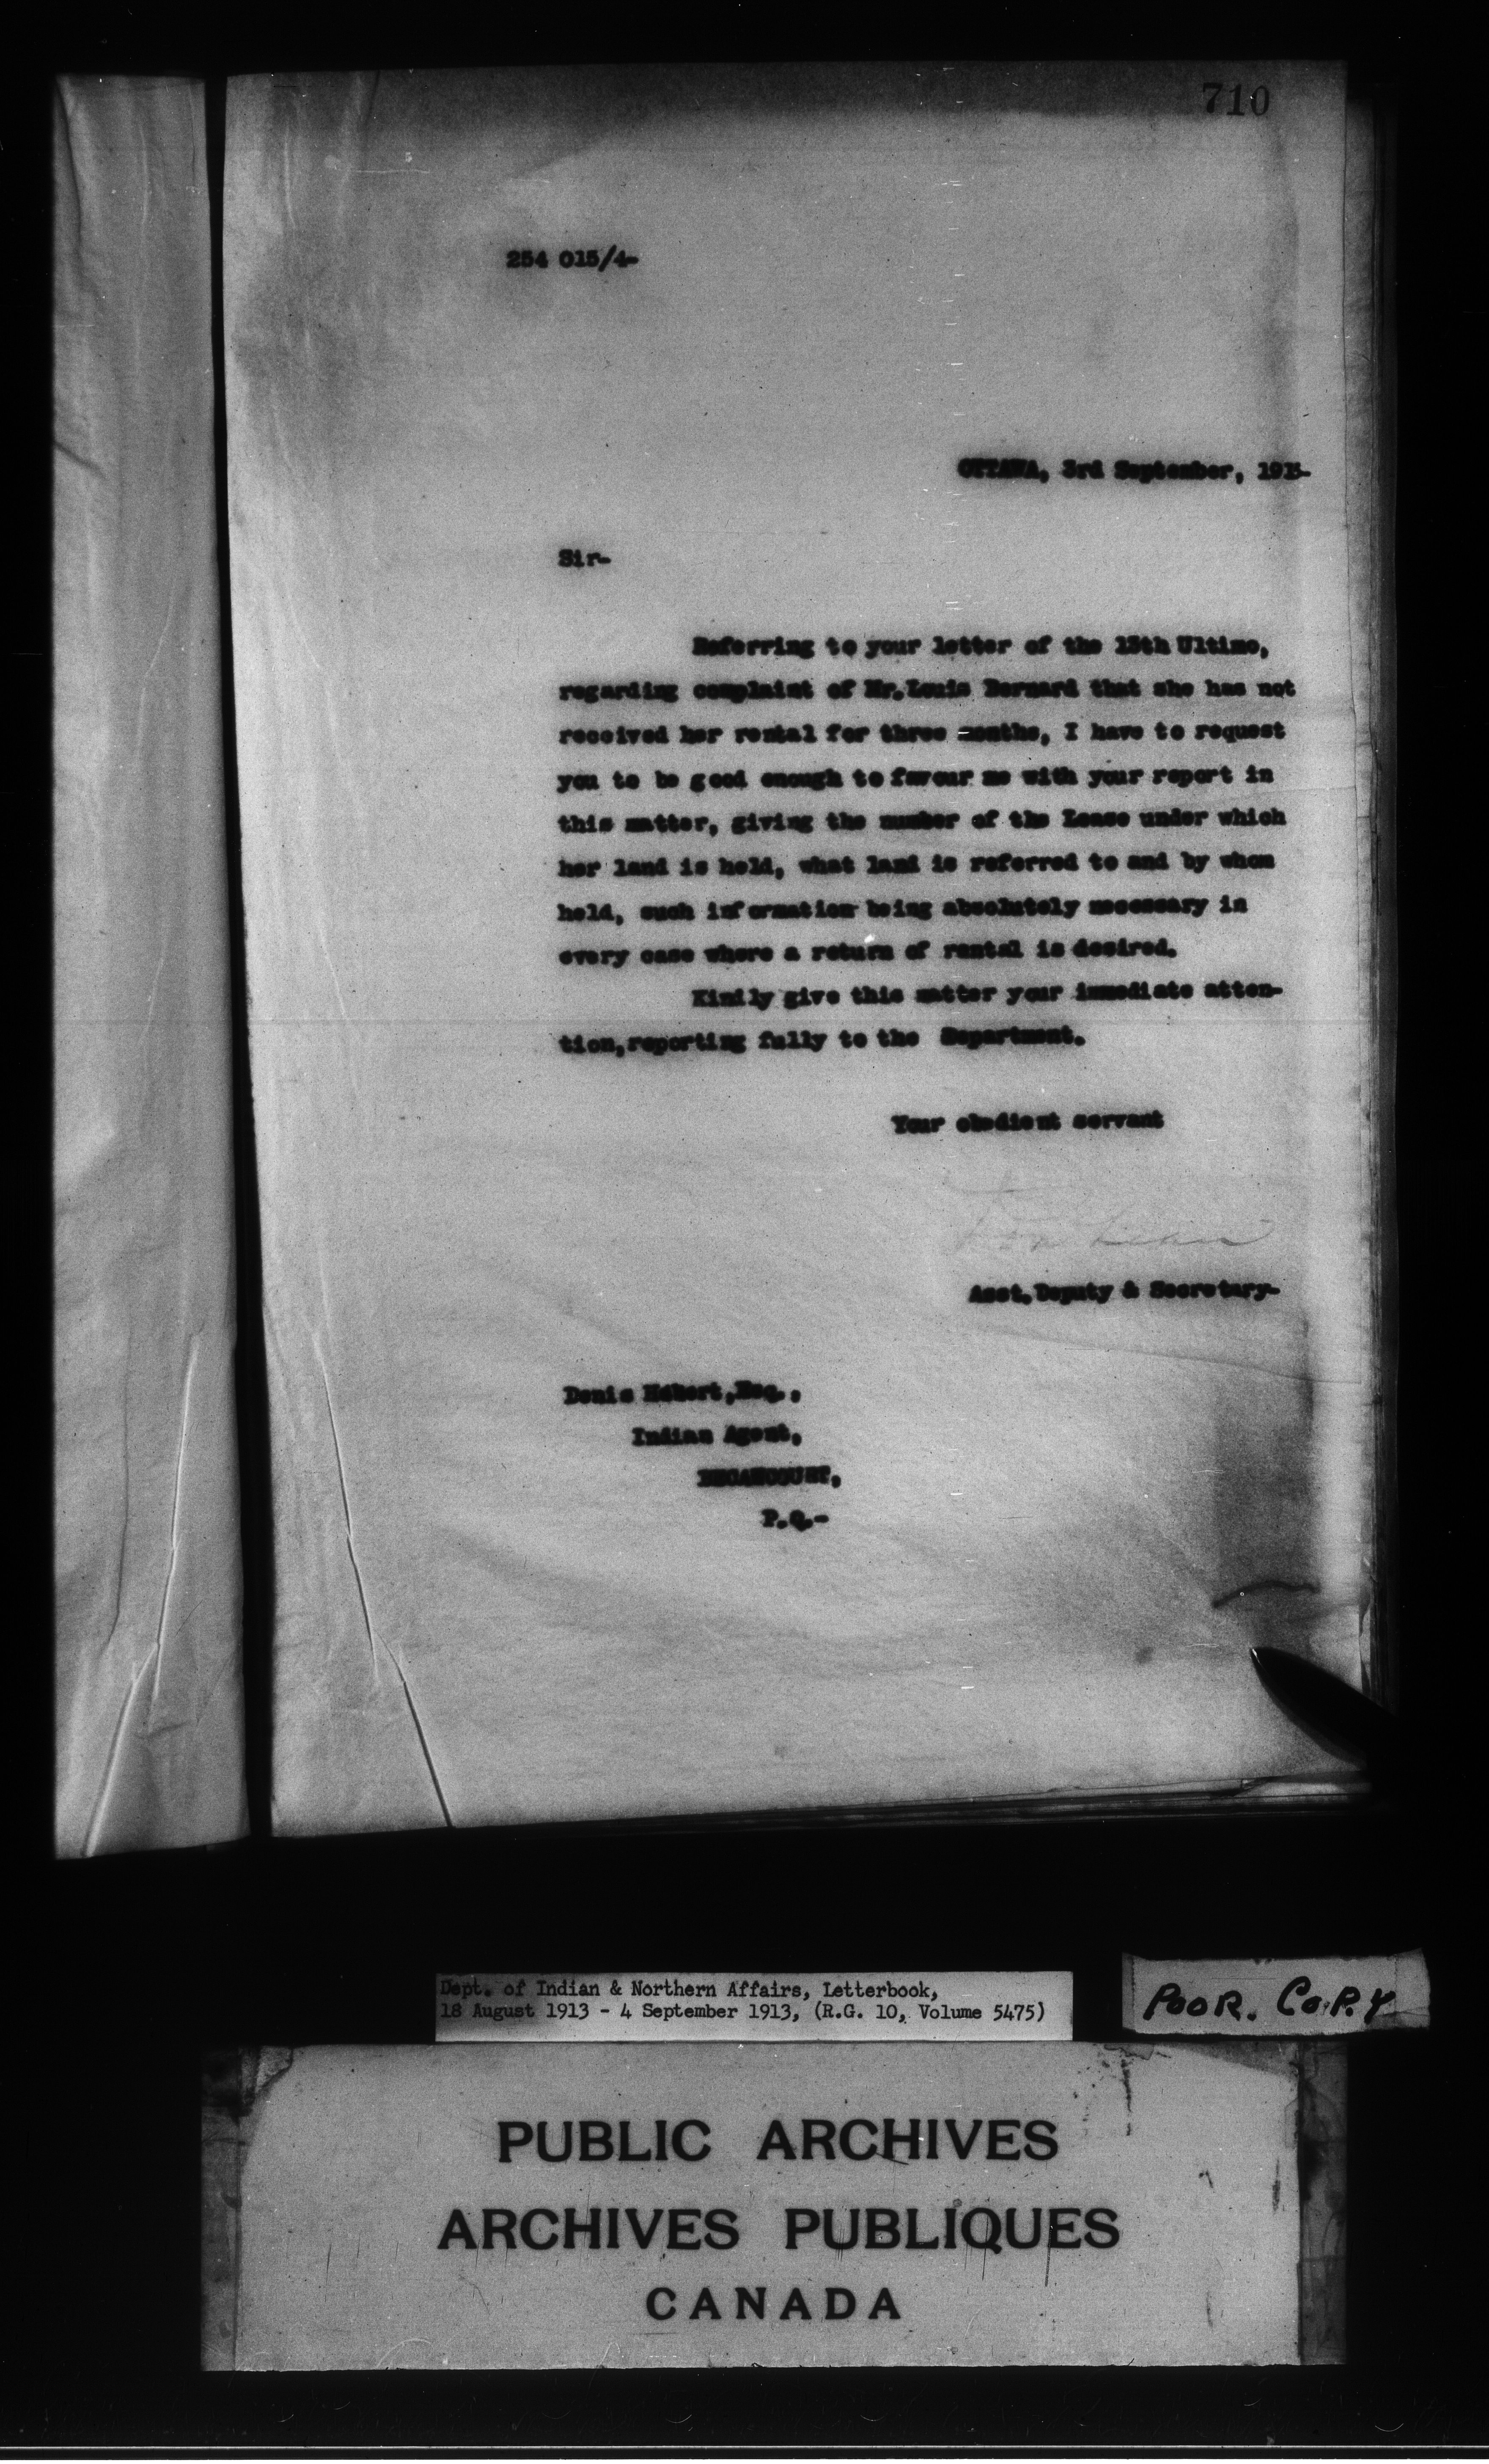 710
254 015/4-
OTTAWA, 3rd September, 1913-
Sir-
Referring to your letter of the 15th Ultimo,
regarding complaint of Mr.Louis Bernard that she has not
received her rental for three months, I have to request
you to be good enough to favour me with your report in
this matter, giving the number of the Lease under which
her land is held, what land is referred to and by whom
held, such information being absolutely necessary in
every case where a return of rental is desired.
Kindly give this matter your immediate atten-
tion,reporting fully to the Department.
Your obedient servant
Asst.Deputy & Secretary-
Denis Hebert,Esq.,
Indian Agent,
BECANCOURT,
P.Q.-
Dept. of Indian & Northern Affairs, Letterbook,
18 August 1913 - 4 September 1913, (R.G. 10, Volume 5475)
POOR. COPY
PUBLIC ARCHIVES
ARCHIVES PUBLIQUES
CANADA